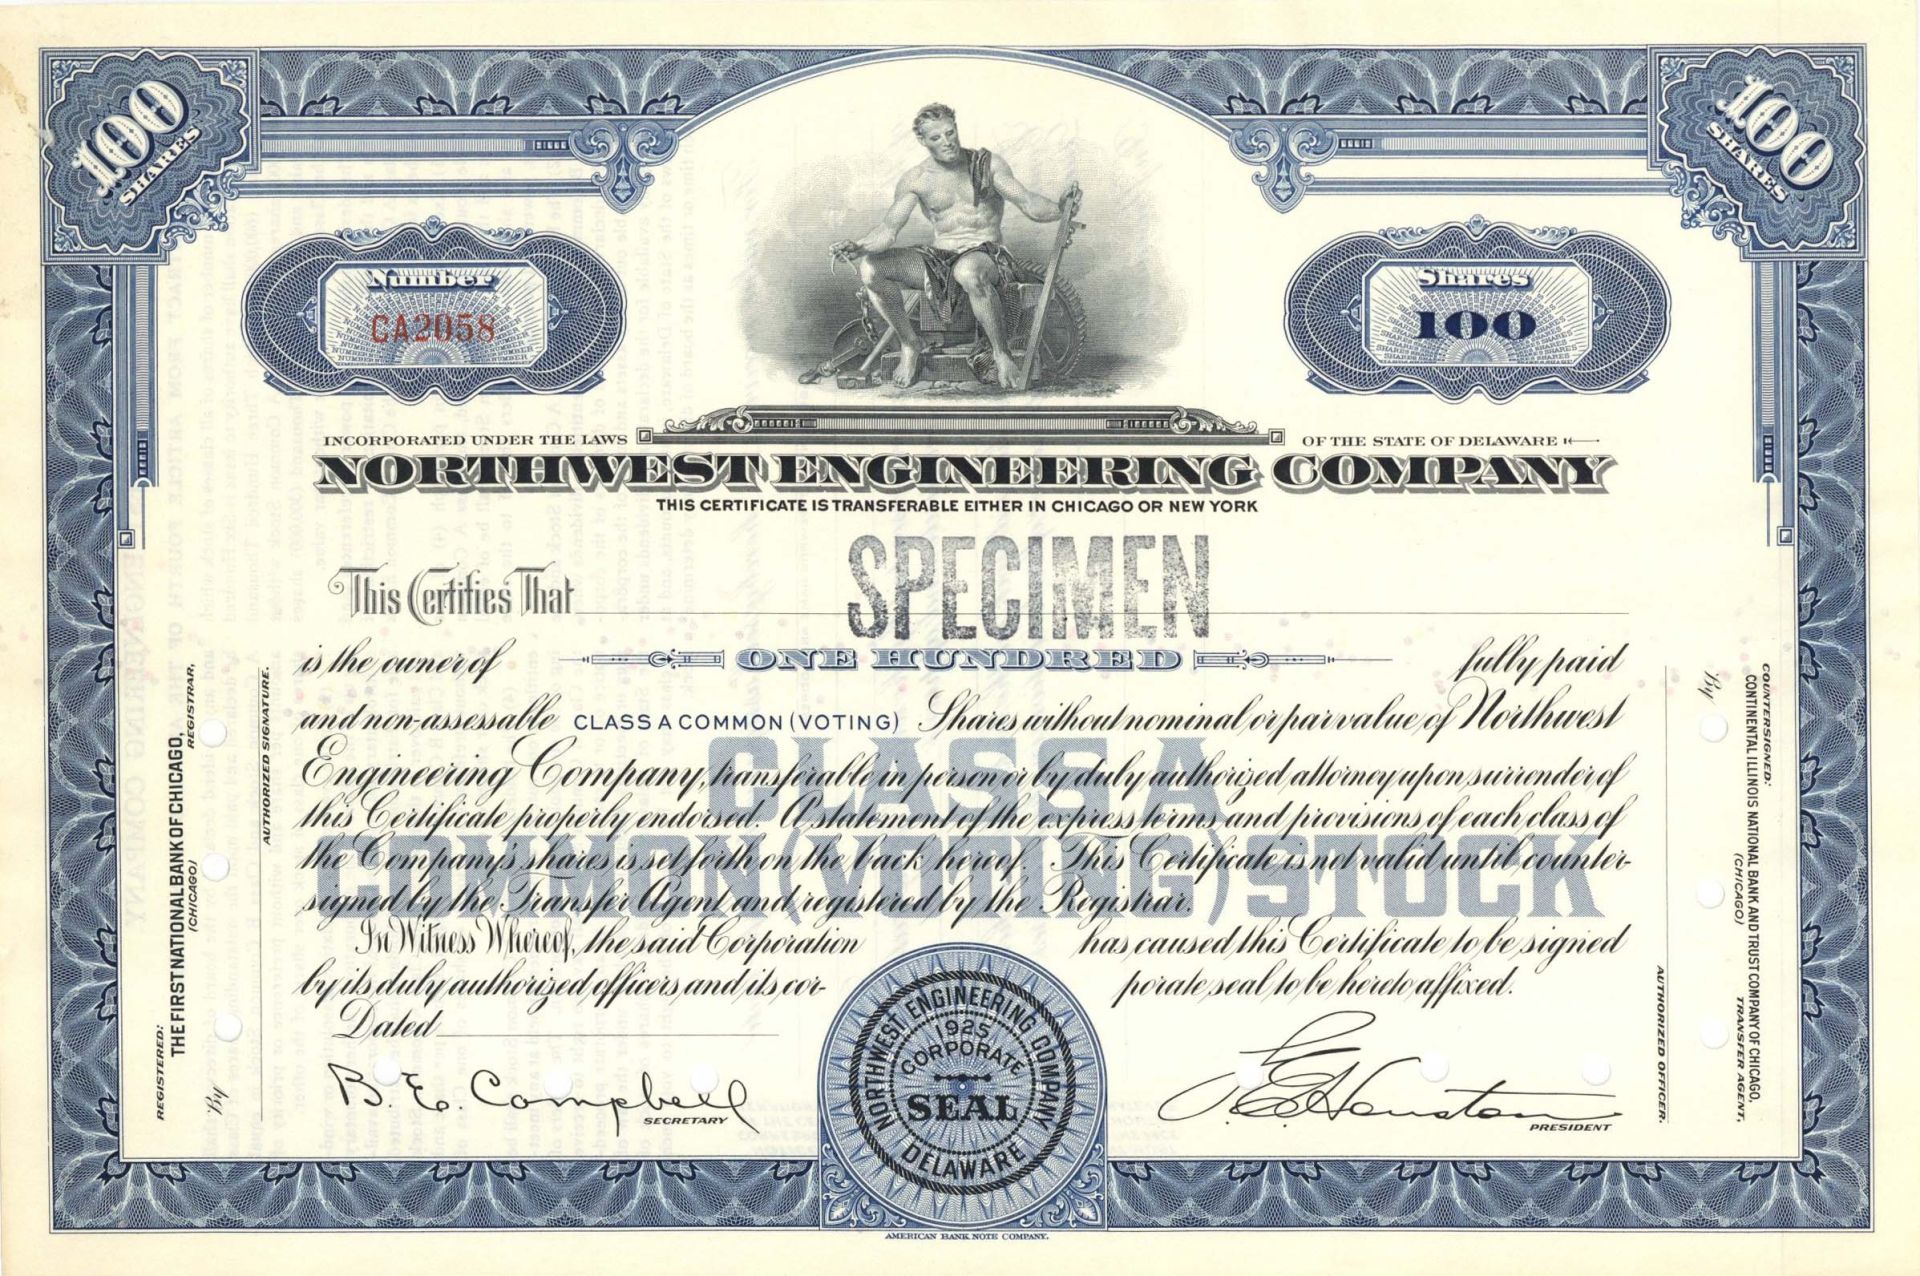 100
SHARES
100
SHARES
Number
CA2058
Shares
100
INCORPORATED UNDER THE LAWS OF THE STATE OF DELAWARE
NORTHWEST ENGINEERING COMPANY
THIS CERTIFICATE IS TRANSFERABLE EITHER IN CHICAGO OR NEW YORK
SPECIMEN
This Certifies That
is the owner of ONE HUNDRED fully paid
and non-assessable CLASS A COMMON (VOTING) Shares without nominal or par value of Northwest
Engineering Company, transferable in person or by duly authorized attorney upon surrender of
this Certificate properly endorsed. A statement of the express terms and provisions of each class of
the Company's shares is set forth on the back hereof. This Certificate is not valid until counter-
signed by the Transfer Agent and registered by the Registrar.
CLASS A
COMMON (VOTING) STOCK
In Witness Whereof, the said Corporation has caused this Certificate to be signed
by its duly authorized officers and its cor- porate seal to be hereto affixed.
Dated
B. E. Campbell
SECRETARY
NORTHWEST ENGINEERING COMPANY
1925
CORPORATE
SEAL
DELAWARE
PRESIDENT
REGISTERED:
THE FIRST NATIONAL BANK OF CHICAGO,
(CHICAGO)
REGISTRAR,
By
AUTHORIZED SIGNATURE.
COUNTERSIGNED:
CONTINENTAL ILLINOIS NATIONAL BANK AND TRUST COMPANY OF CHICAGO,
(CHICAGO)
TRANSFER AGENT,
By
AUTHORIZED OFFICER.
AMERICAN BANK NOTE COMPANY.